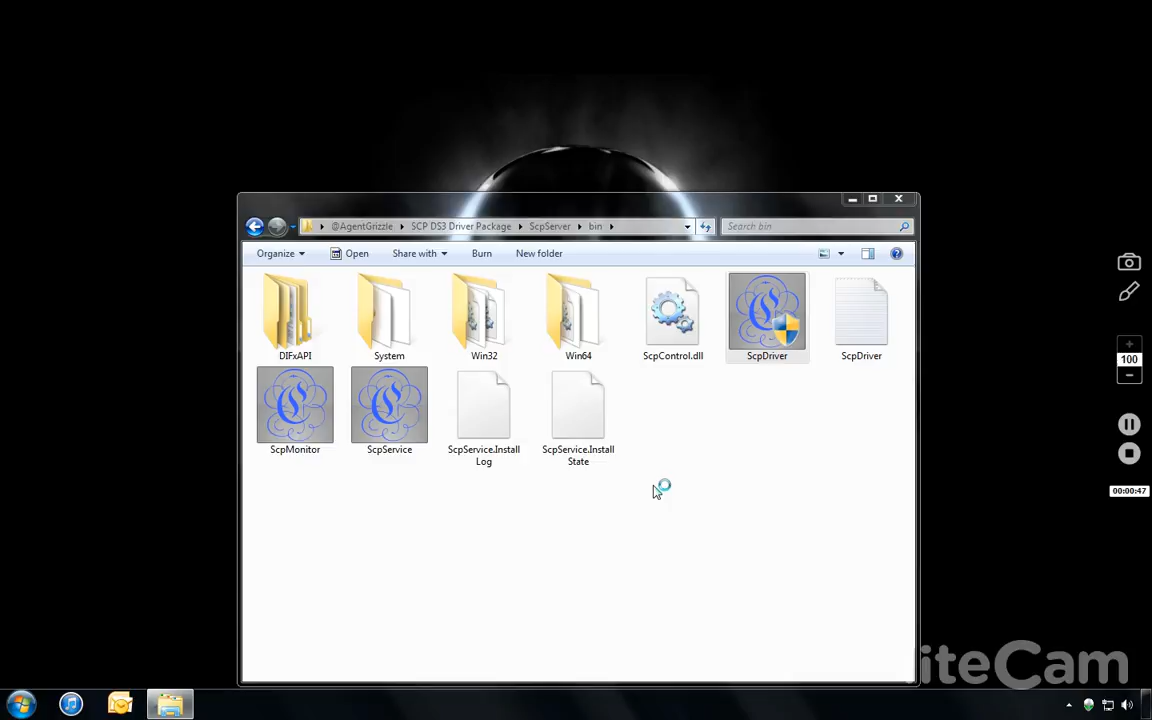 @AgentGrizzle SCP DS3 Driver Package ScpServer bin Search bin
Organize Open Share with Burn New folder
DIFxAPI System Win32 Win64 ScpControl.dll ScpDriver ScpDriver
ScpMonitor ScpService ScpService.Install
Log ScpService.Install
State
100
00:00:47
iteCam